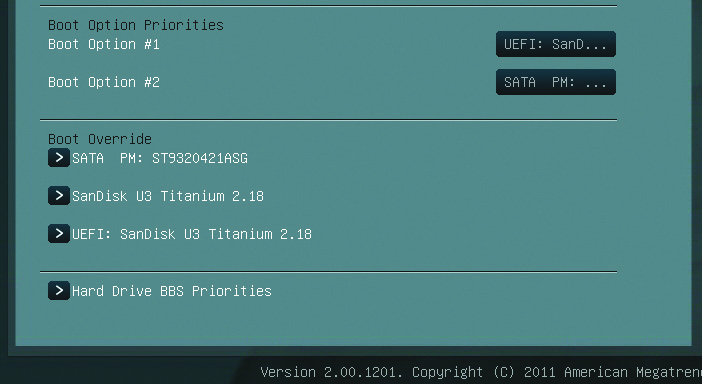 Boot Option Priorities
Boot Option #1 UEFI: SanD...
Boot Option #2 SATA  PM: ...
Boot Override
> SATA  PM: ST9320421ASG
> SanDisk U3 Titanium 2.18
> UEFI: SanDisk U3 Titanium 2.18
> Hard Drive BBS Priorities
Version 2.00.1201. Copyright (C) 2011 American Megatren